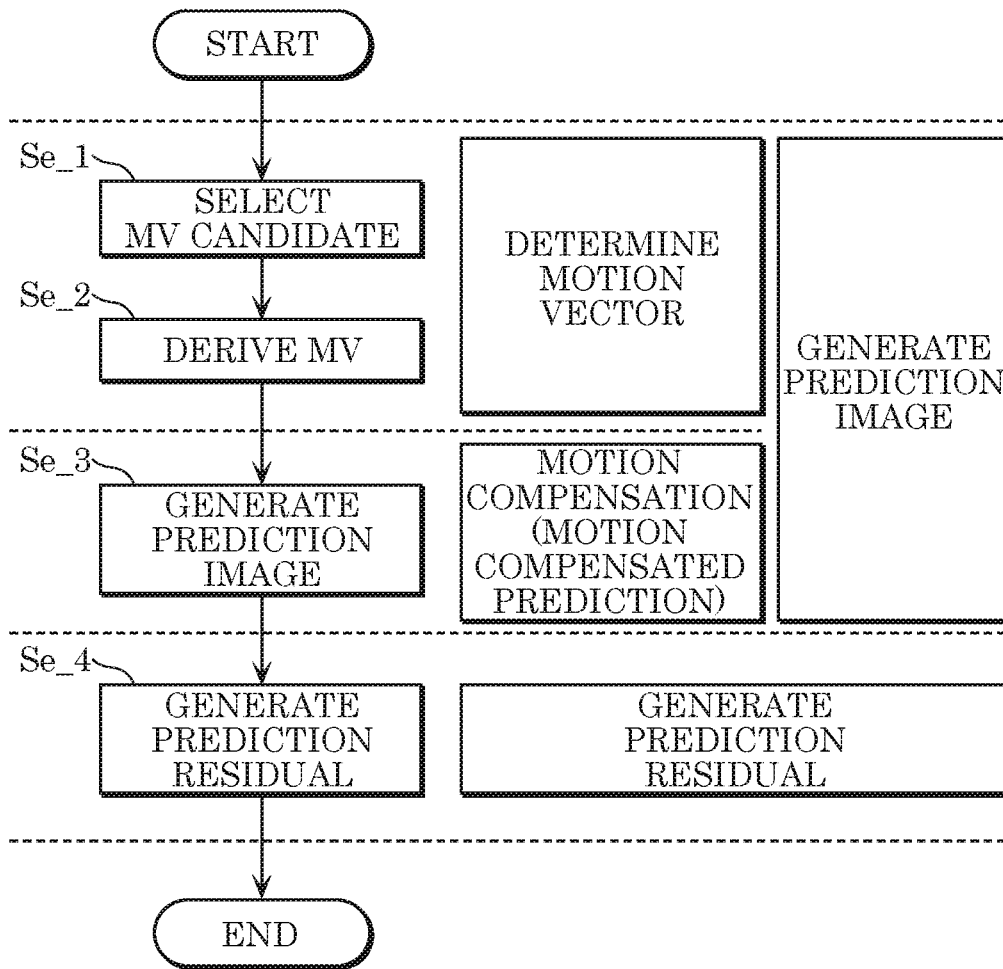 START
Se_1
SELECT
MV CANDIDATE
Se_2
DERIVE MV
DETERMINE
MOTION
VECTOR
GENERATE
PREDICTION
IMAGE
Se_3
GENERATE
PREDICTION
IMAGE
MOTION
COMPENSATION
(MOTION
COMPENSATED
PREDICTION)
Se_4
GENERATE
PREDICTION
RESIDUAL
GENERATE
PREDICTION
RESIDUAL
END